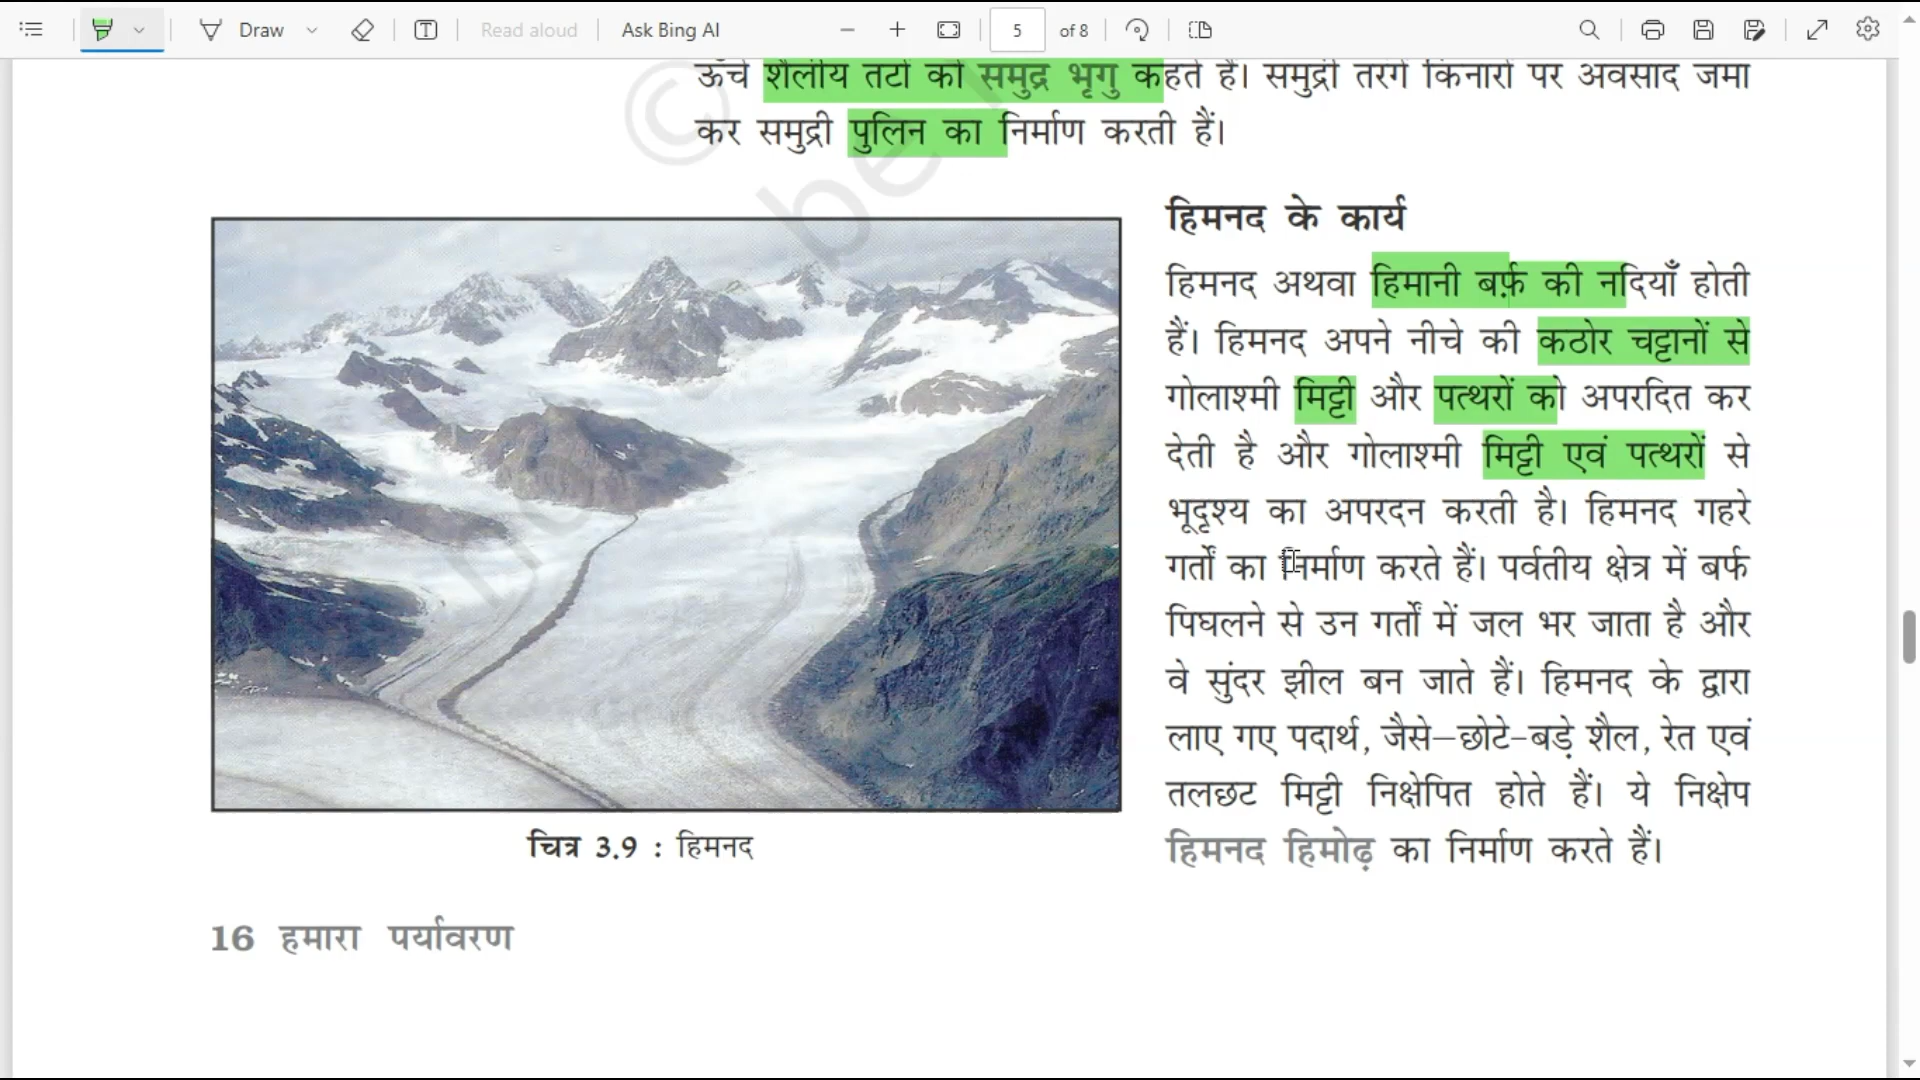 Draw
Read aloud
Ask Bing AI
5 of 8
ऊँचे शैलीय तटों को समुद्र भृगु कहते हैं। समुद्री तरंगें किनारों पर अवसाद जमा
कर समुद्री पुलिन का निर्माण करती हैं।
हिमनद के कार्य
हिमनद अथवा हिमानी बर्फ़ की नदियाँ होती
हैं। हिमनद अपने नीचे की कठोर चट्टानों से
गोलाश्मी मिट्टी और पत्थरों को अपरदित कर
देती है और गोलाश्मी मिट्टी एवं पत्थरों से
भूदृश्य का अपरदन करती है। हिमनद गहरे
गर्तों का निर्माण करते हैं। पर्वतीय क्षेत्र में बर्फ
पिघलने से उन गर्तों में जल भर जाता है और
वे सुंदर झील बन जाते हैं। हिमनद के द्वारा
लाए गए पदार्थ, जैसे–छोटे-बड़े शैल, रेत एवं
तलछट मिट्टी निक्षेपित होते हैं। ये निक्षेप
हिमनद हिमोढ़ का निर्माण करते हैं।
चित्र 3.9 : हिमनद
16 हमारा पर्यावरण